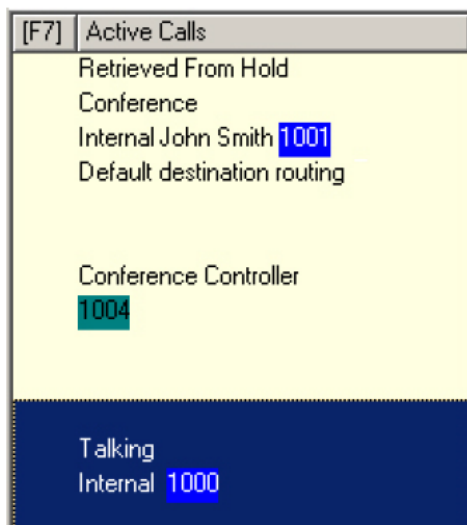 [F7] Active Calls
Retrieved From Hold
Conference
Internal John Smith 1001
Default destination routing
Conference Controller
1004
Talking
Internal 1000